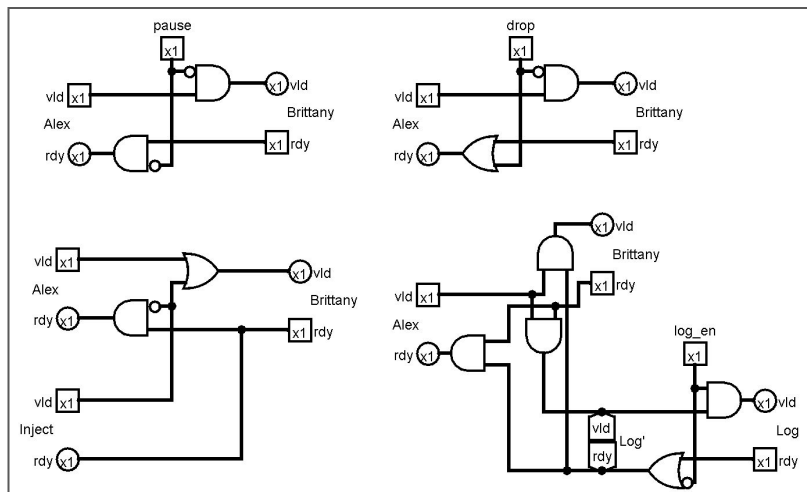 pause
x1
vld x1
x1 vld
Alex
Brittany
rdy x1
x1 rdy
drop
x1
vld x1
x1 vld
Alex
Brittany
rdy x1
x1 rdy
vld x1
x1 vld
Alex
Brittany
rdy x1
x1 rdy
vld x1
Inject
rdy x1
x1 vld
Brittany
x1 rdy
vld x1
Alex
rdy x1
log_en
x1
x1 vld
vld
Log'
rdy
Log
x1 rdy